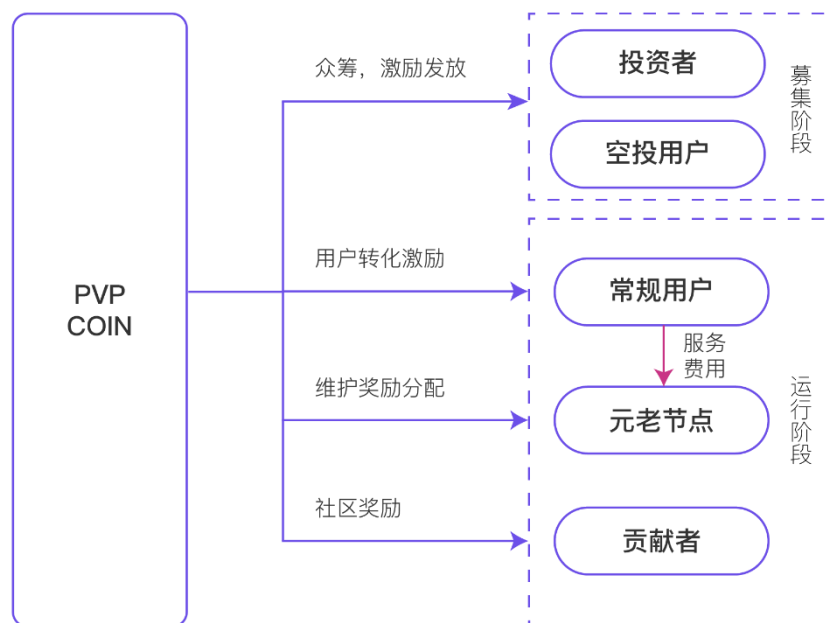 众筹，激励发放
投资者
空投用户
募集阶段
用户转化激励
常规用户
PVP
COIN
服务
费用
维护奖励分配
元老节点
运行阶段
社区奖励
贡献者